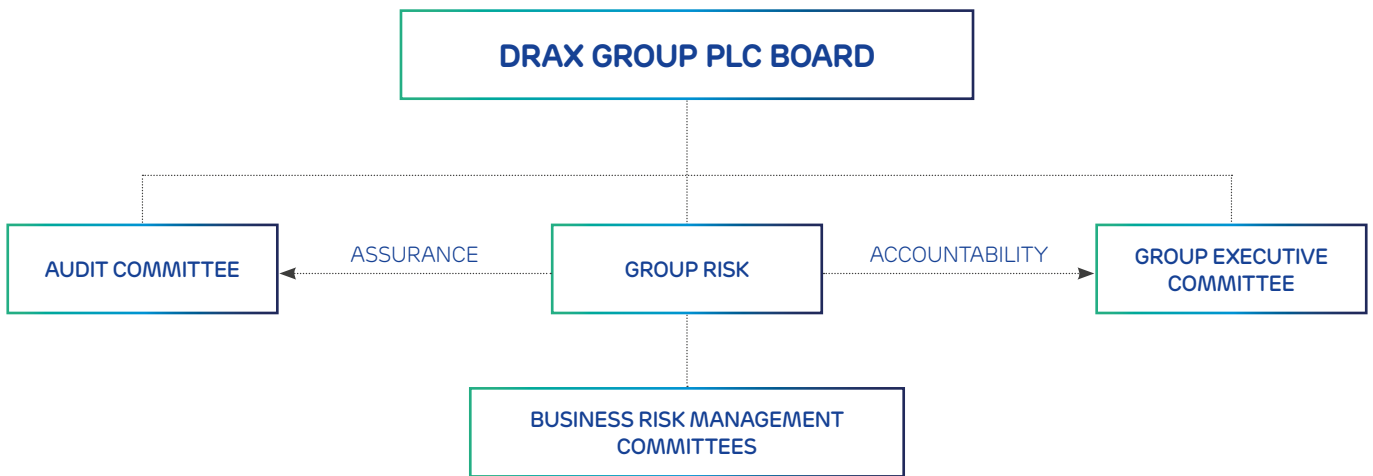 DRAX GROUP PLC BOARD
AUDIT COMMITTEE
ASSURANCE
GROUP RISK
ACCOUNTABILITY
GROUP EXECUTIVE
COMMITTEE
BUSINESS RISK MANAGEMENT
COMMITTEES